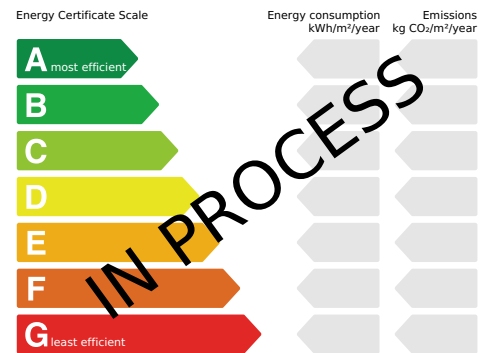 Energy Certificate Scale
Energy consumption
kWh/m²/year
Emissions
kg CO₂/m²/year
A most efficient
B
C
D
E
F
G least efficient
IN PROCESS